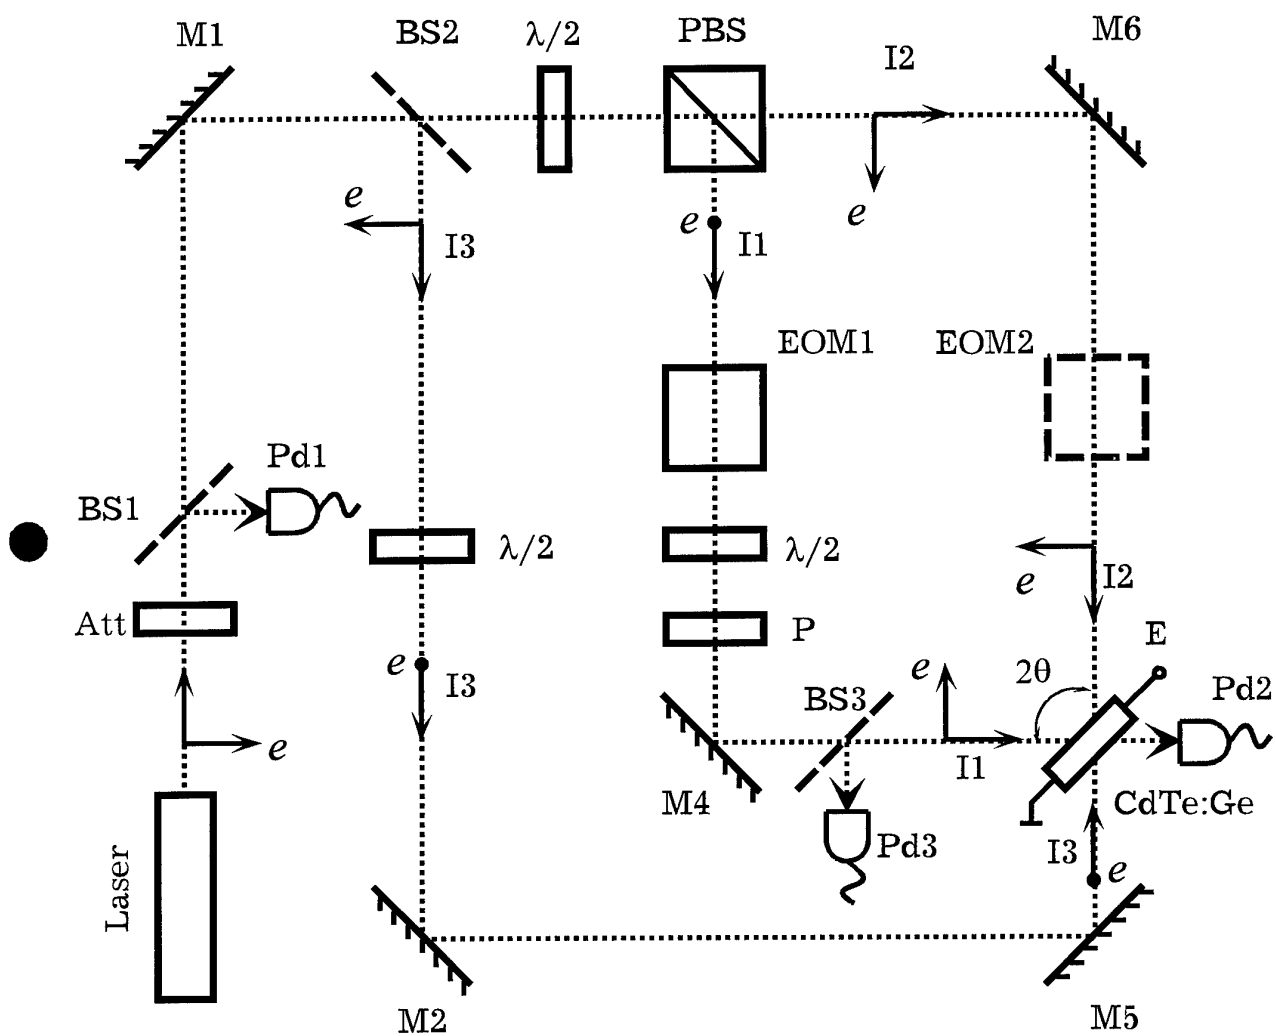 M1
BS2
λ/2
PBS
I2
M6
e
I3
e
I1
e
EOM1
EOM2
Pd1
BS1
λ/2
λ/2
Att
e
I2
P
e
I3
e
E
2θ
BS3
Pd2
e
I1
M4
CdTe:Ge
Pd3
I3
e
Laser
M2
M5